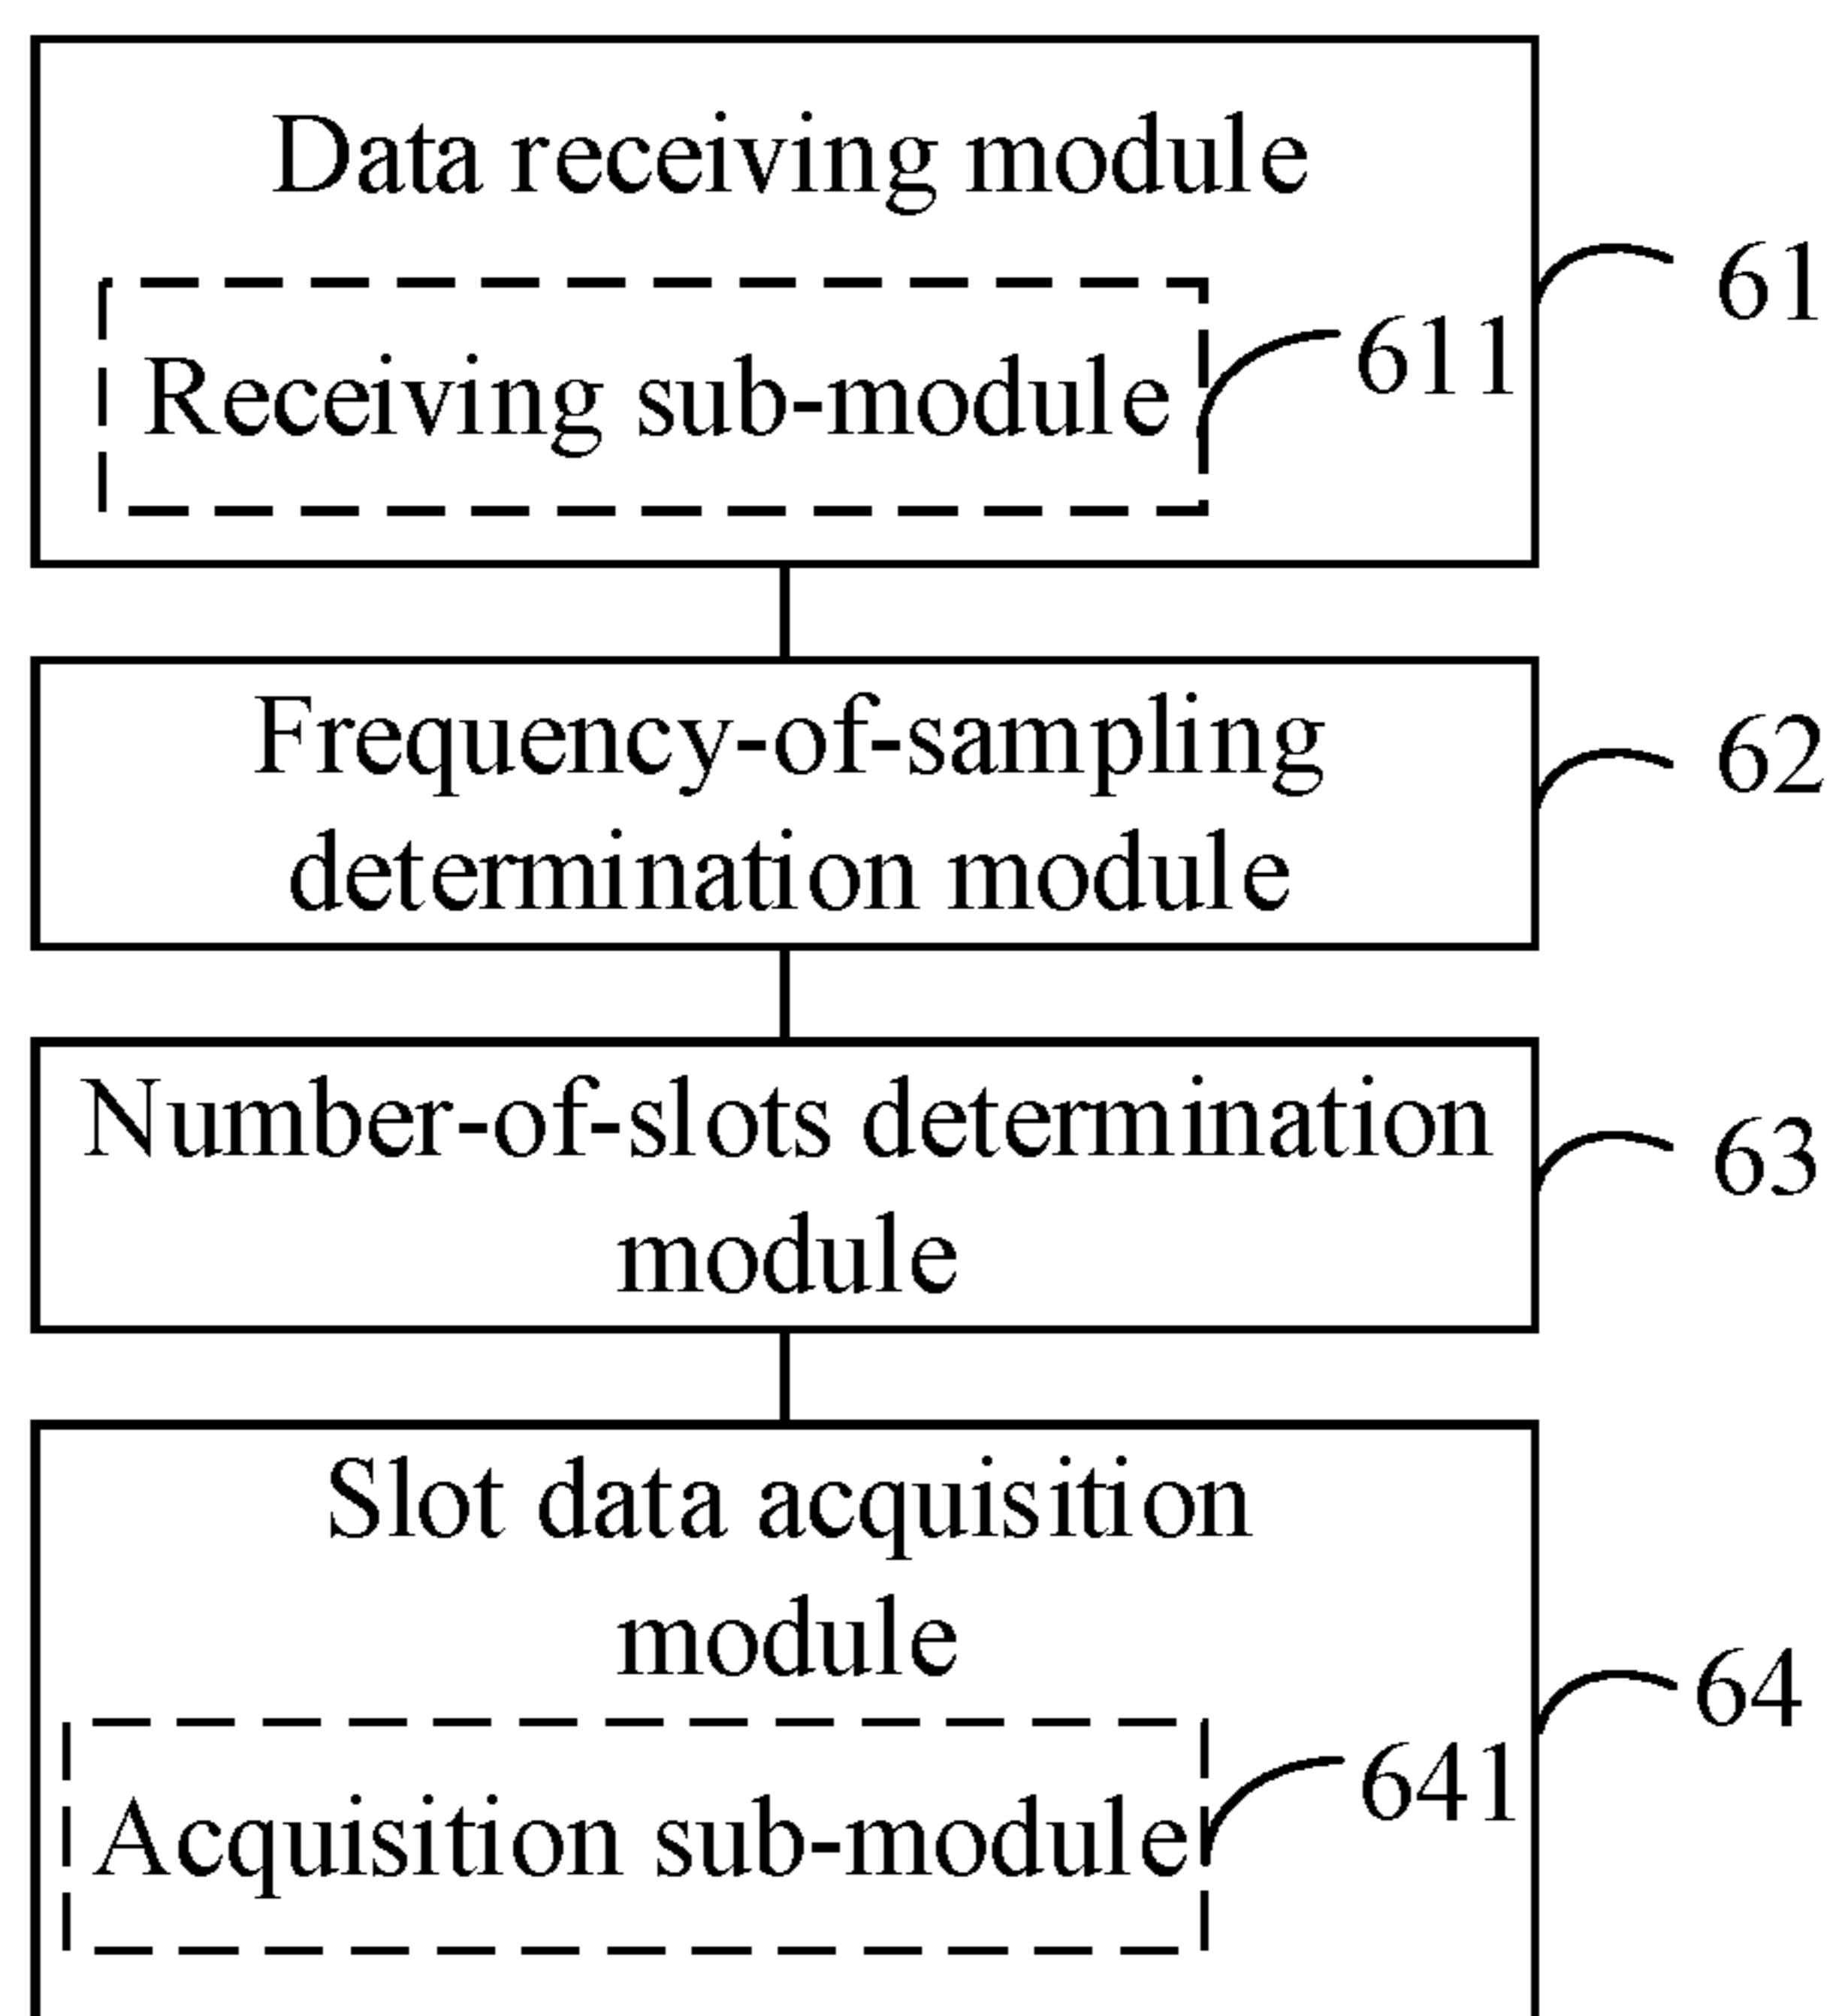 Data receiving module
61
Receiving sub-module
611
Frequency-of-sampling
determination module
62
Number-of-slots determination
module
63
Slot data acquisition
module
64
Acquisition sub-module
641